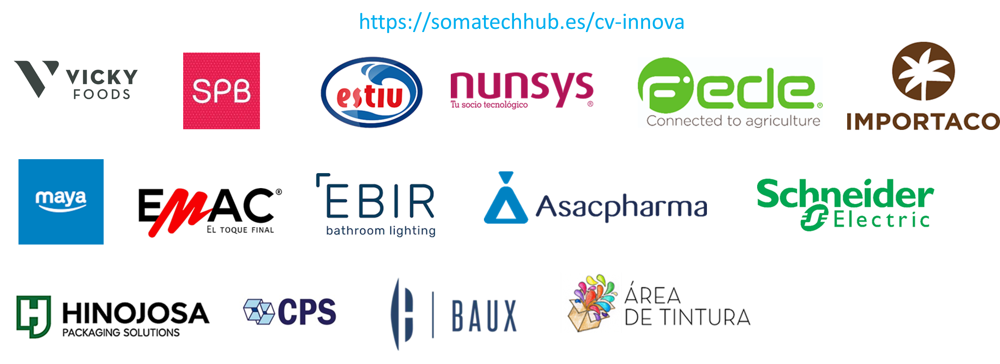 https://somatechhub.es/cv-innova
VICKY
FOODS
SPB
estiu
nunsys
Tu socio tecnológico ®
Fede®
Connected to agriculture
IMPORTACO
maya
EMAC®
EL TOQUE FINAL
EBIR
bathroom lighting
Asacpharma
Schneider
Electric
HINOJOSA
PACKAGING SOLUTIONS
CPS
BAUX
ÁREA
DE TINTURA